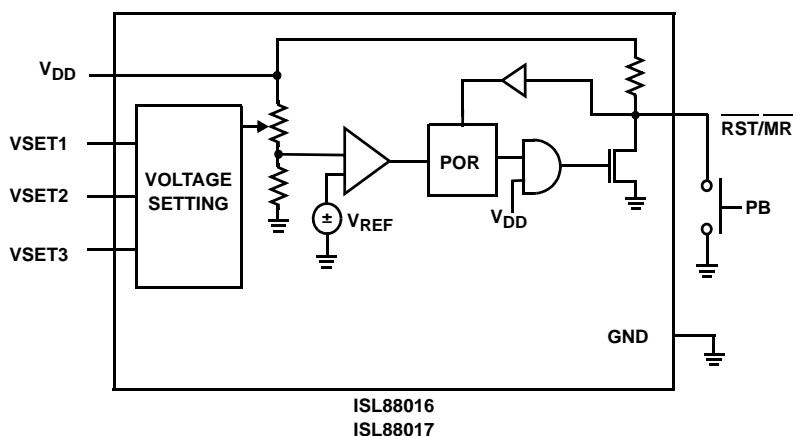 VDD
VSET1
VSET2
VSET3
VOLTAGE
SETTING
±
VREF
POR
VDD
RST/MR
PB
GND
ISL88016
ISL88017